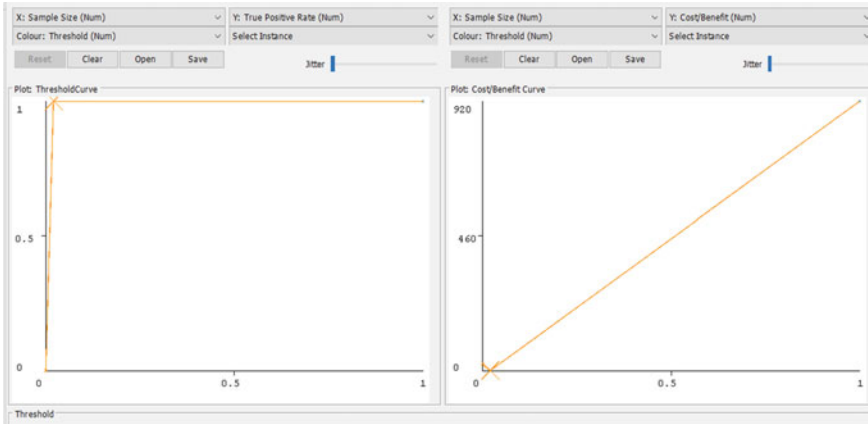 X: Sample Size (Num) Y: True Positive Rate (Num) X: Sample Size (Num) Y: Cost/Benefit (Num)
Colour: Threshold (Num) Select Instance Colour: Threshold (Num) Select Instance
Reset Clear Open Save Jitter Reset Clear Open Save Jitter
Plot: ThresholdCurve Plot: Cost/Benefit Curve
1 920
0.5 460
0 0
0 0.5 1 0 0.5 1
Threshold